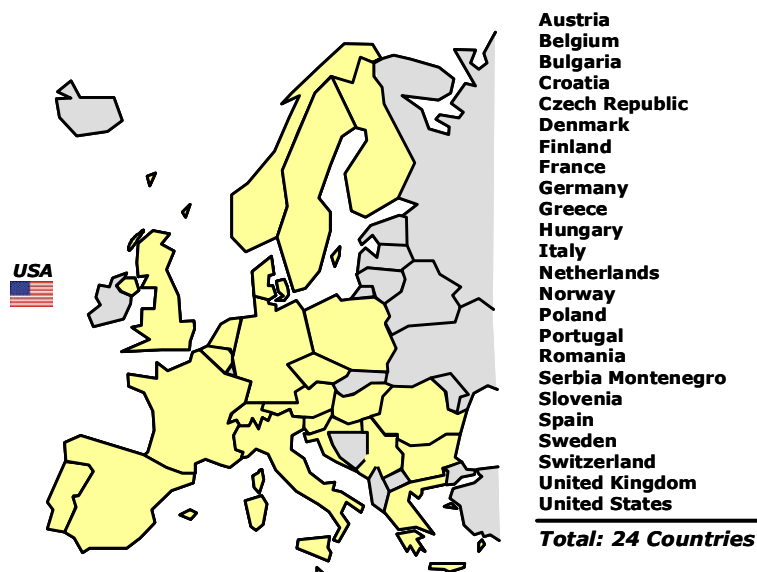 USA
Austria
Belgium
Bulgaria
Croatia
Czech Republic
Denmark
Finland
France
Germany
Greece
Hungary
Italy
Netherlands
Norway
Poland
Portugal
Romania
Serbia Montenegro
Slovenia
Spain
Sweden
Switzerland
United Kingdom
United States
Total: 24 Countries